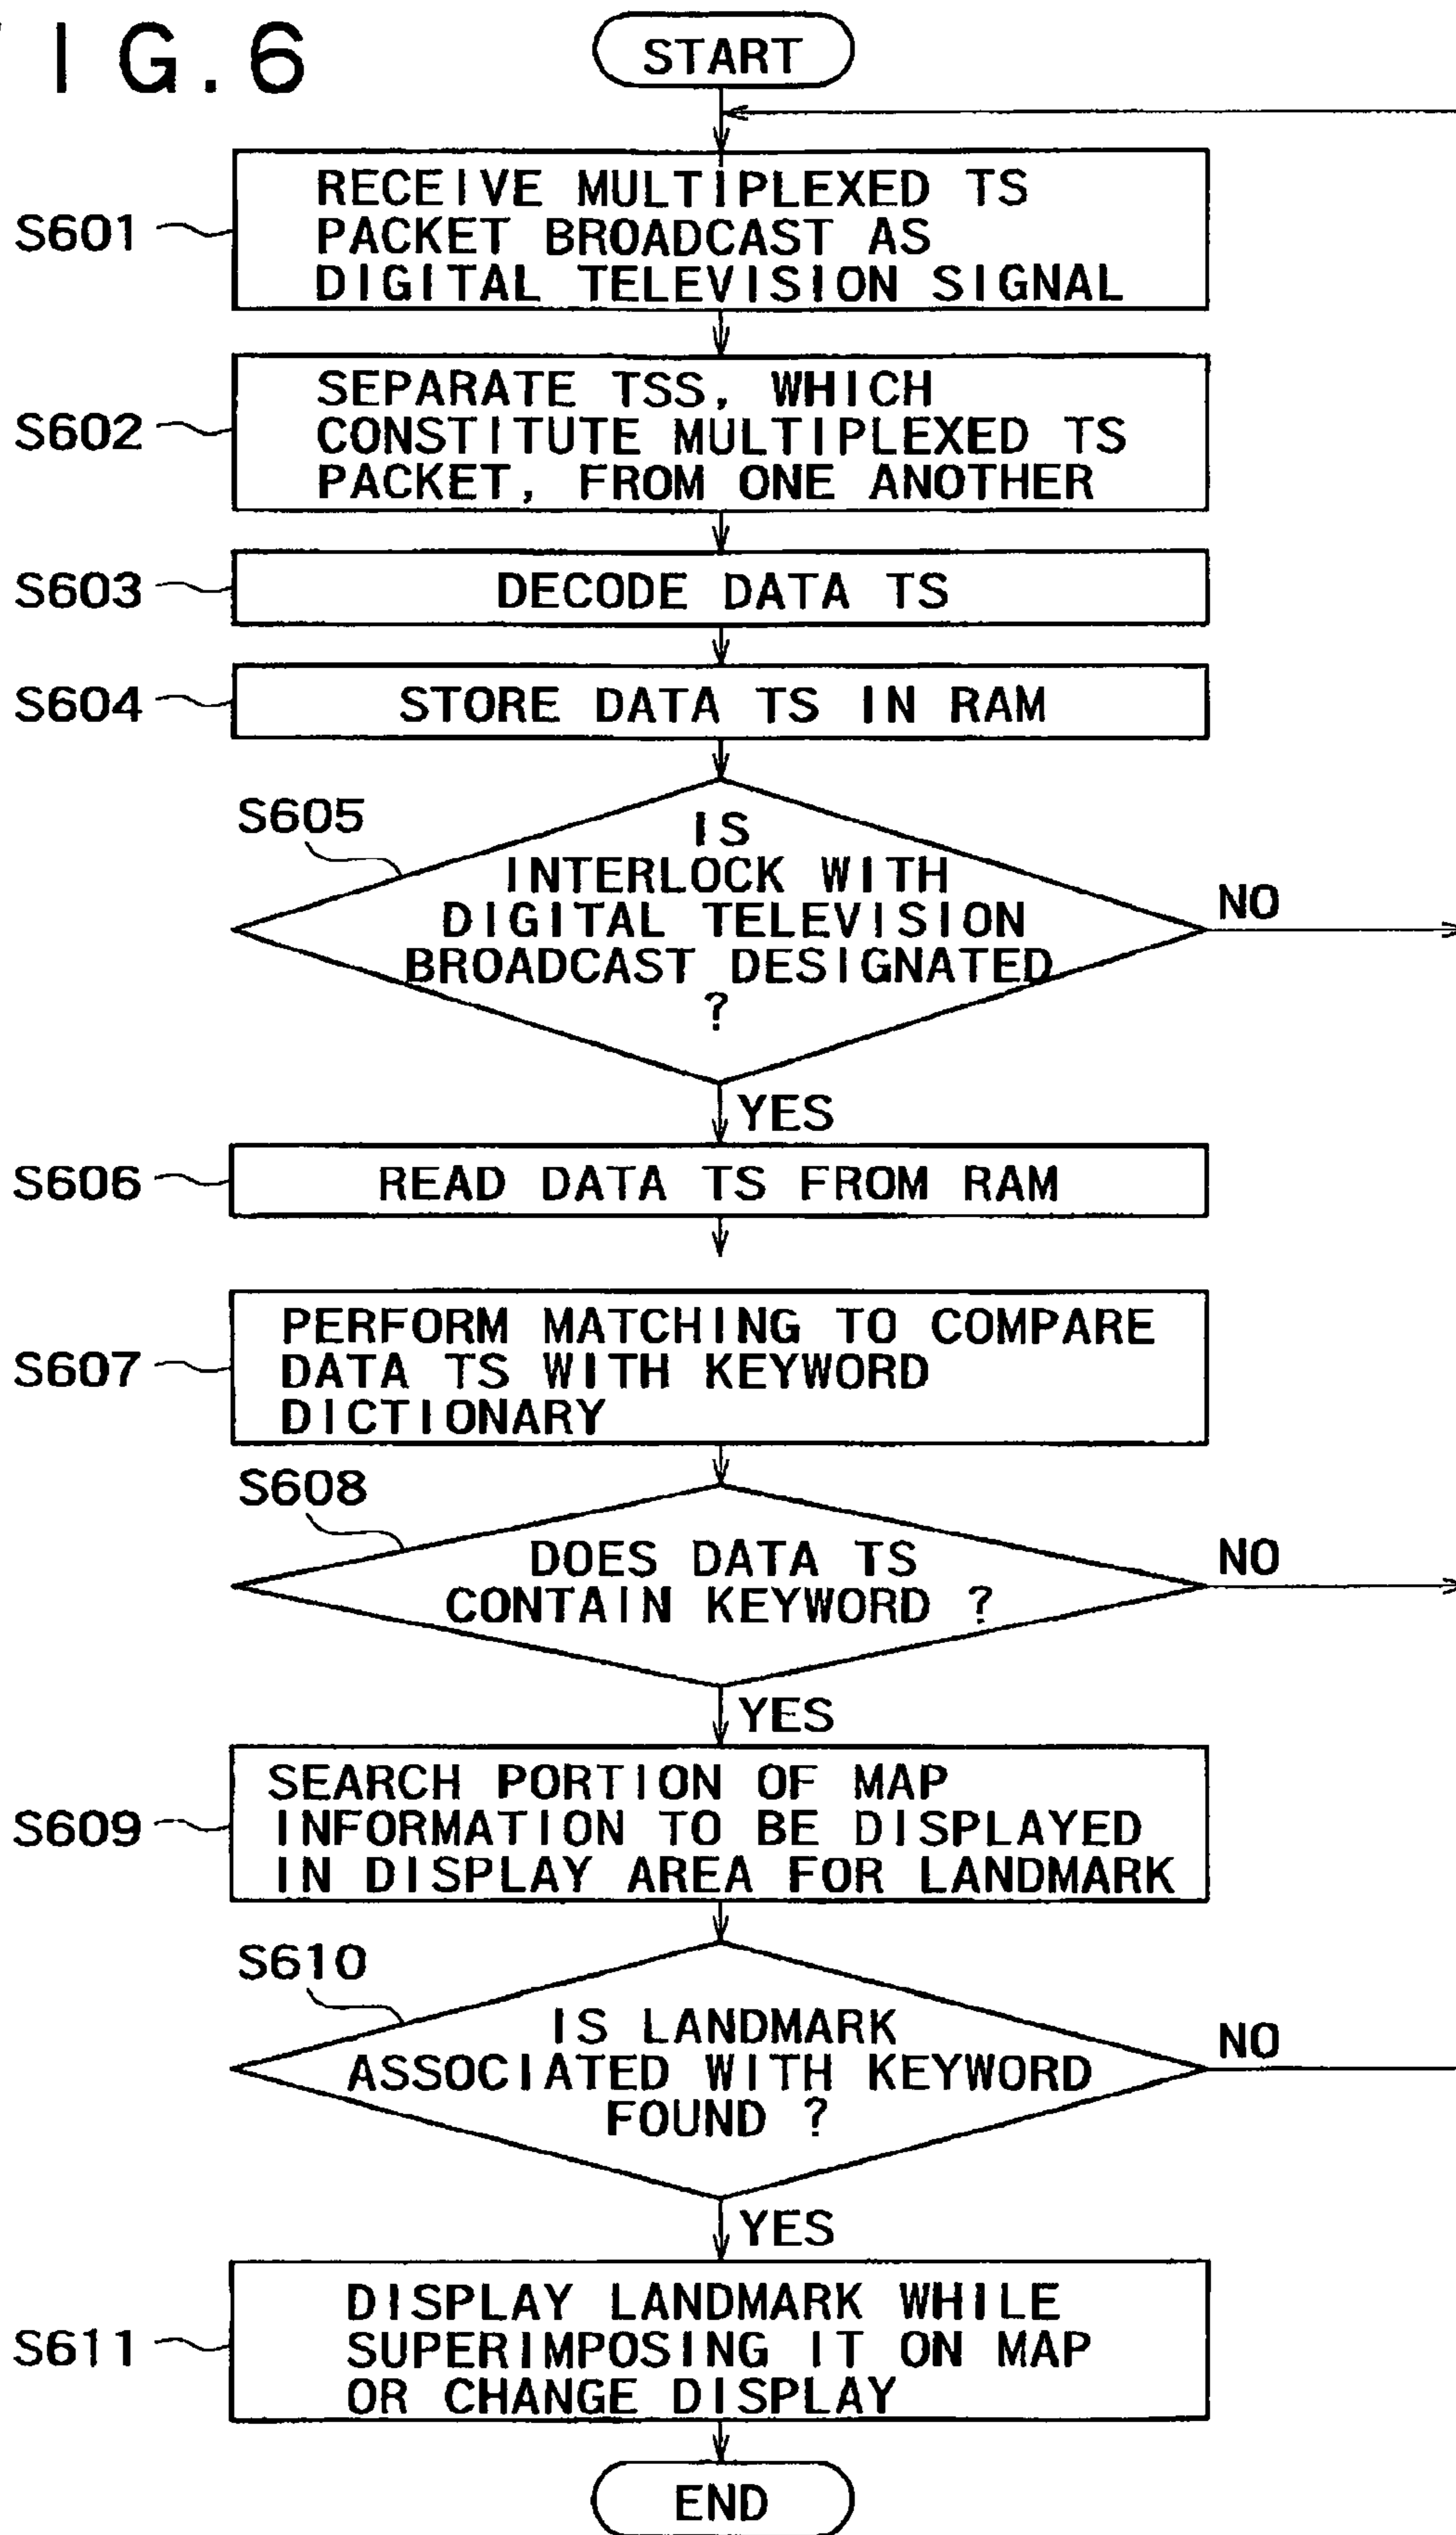 FIG.6
START
S601
RECEIVE MULTIPLEXED TS
PACKET BROADCAST AS
DIGITAL TELEVISION SIGNAL
S602
SEPARATE TSS, WHICH
CONSTITUTE MULTIPLEXED TS
PACKET, FROM ONE ANOTHER
S603
DECODE DATA TS
S604
STORE DATA TS IN RAM
S605
IS
INTERLOCK WITH
DIGITAL TELEVISION
BROADCAST DESIGNATED
?
NO
YES
S606
READ DATA TS FROM RAM
S607
PERFORM MATCHING TO COMPARE
DATA TS WITH KEYWORD
DICTIONARY
S608
DOES DATA TS
CONTAIN KEYWORD ?
NO
YES
S609
SEARCH PORTION OF MAP
INFORMATION TO BE DISPLAYED
IN DISPLAY AREA FOR LANDMARK
S610
IS LANDMARK
ASSOCIATED WITH KEYWORD
FOUND ?
NO
YES
S611
DISPLAY LANDMARK WHILE
SUPERIMPOSING IT ON MAP
OR CHANGE DISPLAY
END